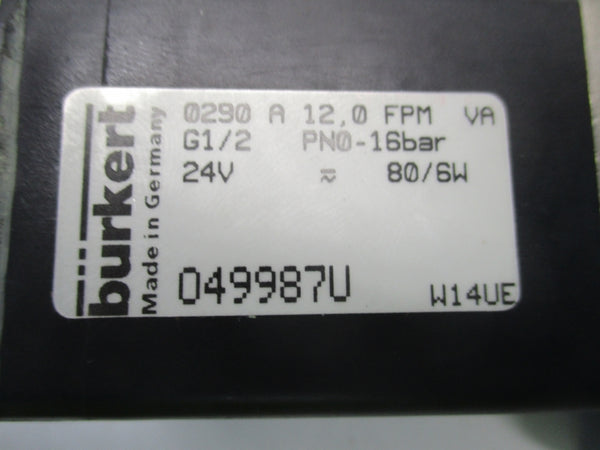 bürkert
Made in Germany
0290 A 12,0 FPM VA
G1/2 PN0-16bar
24V ≂ 80/6W
049987U
W14UE